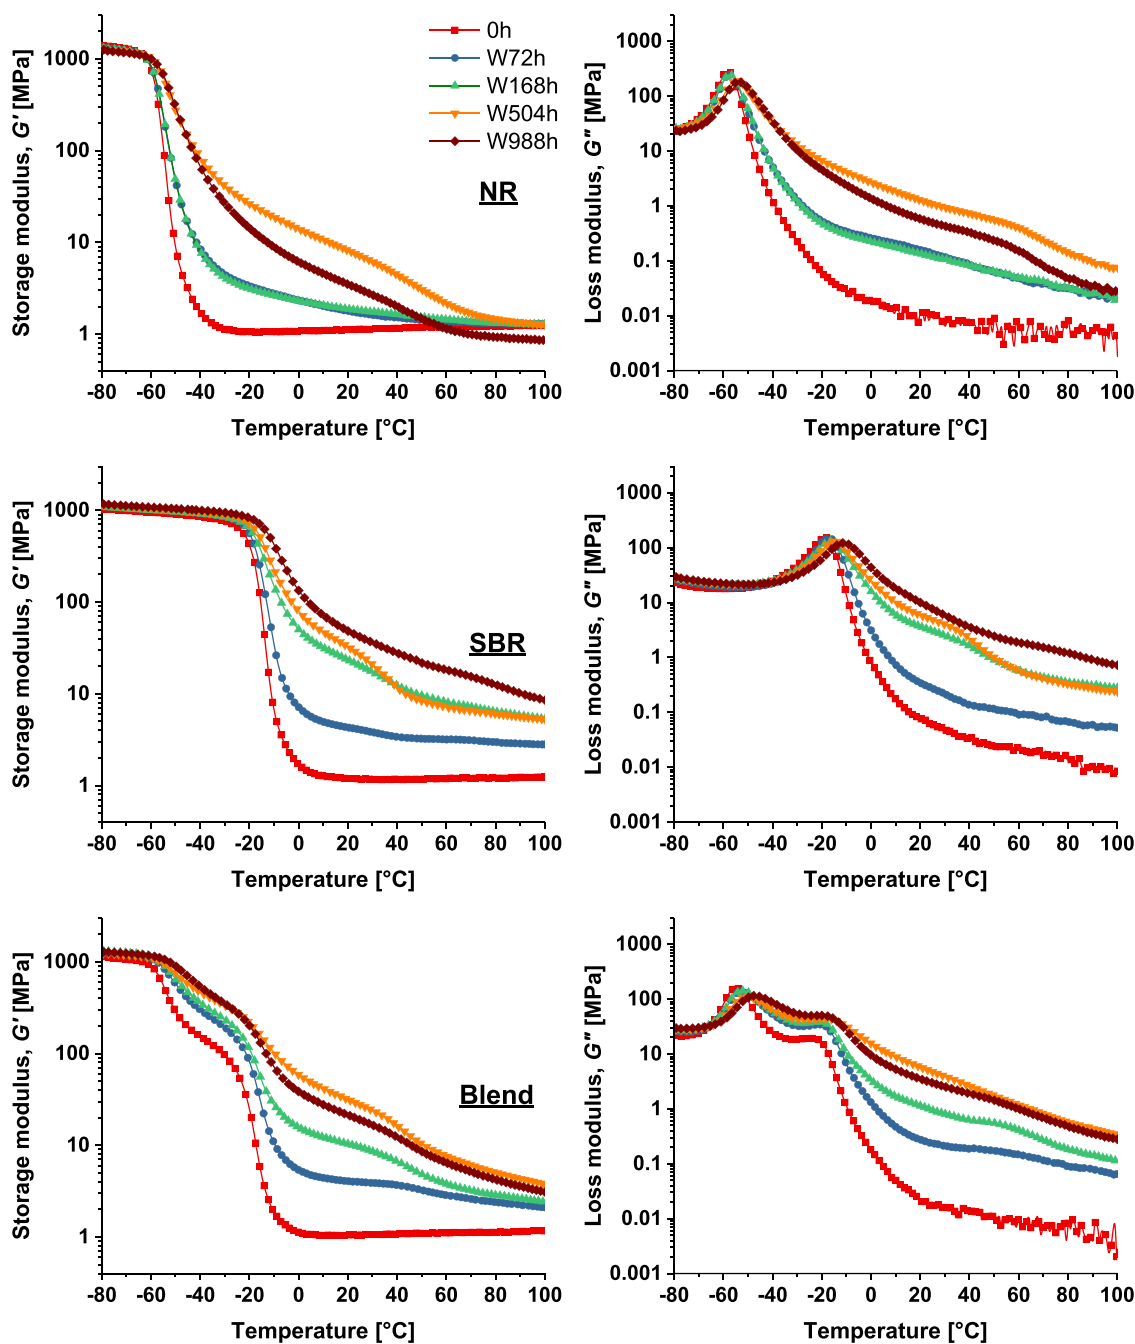 Storage modulus, G' [MPa]
1000
100
10
1
-80 -60 -40 -20 0 20 40 60 80 100
Temperature [°C]
0h
W72h
W168h
W504h
W988h
NR
Loss modulus, G" [MPa]
1000
100
10
1
0.1
0.01
0.001
-80 -60 -40 -20 0 20 40 60 80 100
Temperature [°C]
Storage modulus, G' [MPa]
1000
100
10
1
-80 -60 -40 -20 0 20 40 60 80 100
Temperature [°C]
SBR
Loss modulus, G" [MPa]
1000
100
10
1
0.1
0.01
0.001
-80 -60 -40 -20 0 20 40 60 80 100
Temperature [°C]
Storage modulus, G' [MPa]
1000
100
10
1
-80 -60 -40 -20 0 20 40 60 80 100
Temperature [°C]
Blend
Loss modulus, G" [MPa]
1000
100
10
1
0.1
0.01
0.001
-80 -60 -40 -20 0 20 40 60 80 100
Temperature [°C]